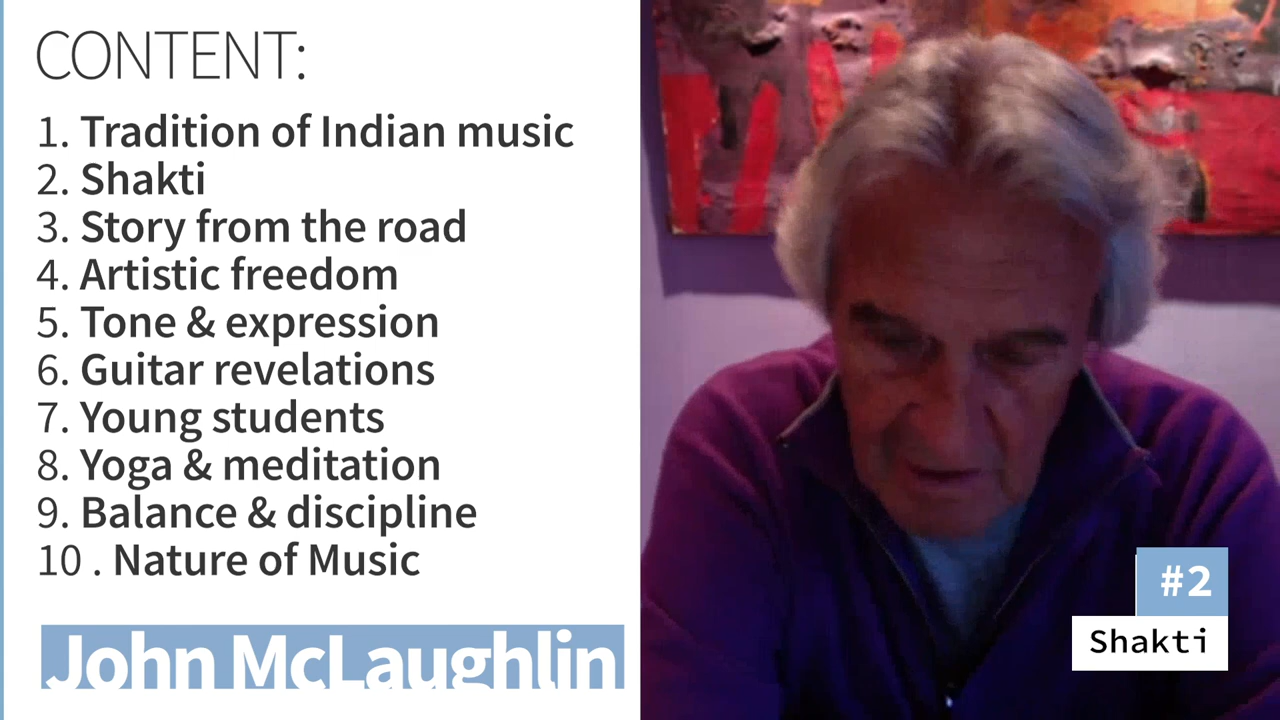 CONTENT:
1. Tradition of Indian music
2. Shakti
3. Story from the road
4. Artistic freedom
5. Tone & expression
6. Guitar revelations
7. Young students
8. Yoga & meditation
9. Balance & discipline
10 . Nature of Music
John McLaughlin
#2
Shakti